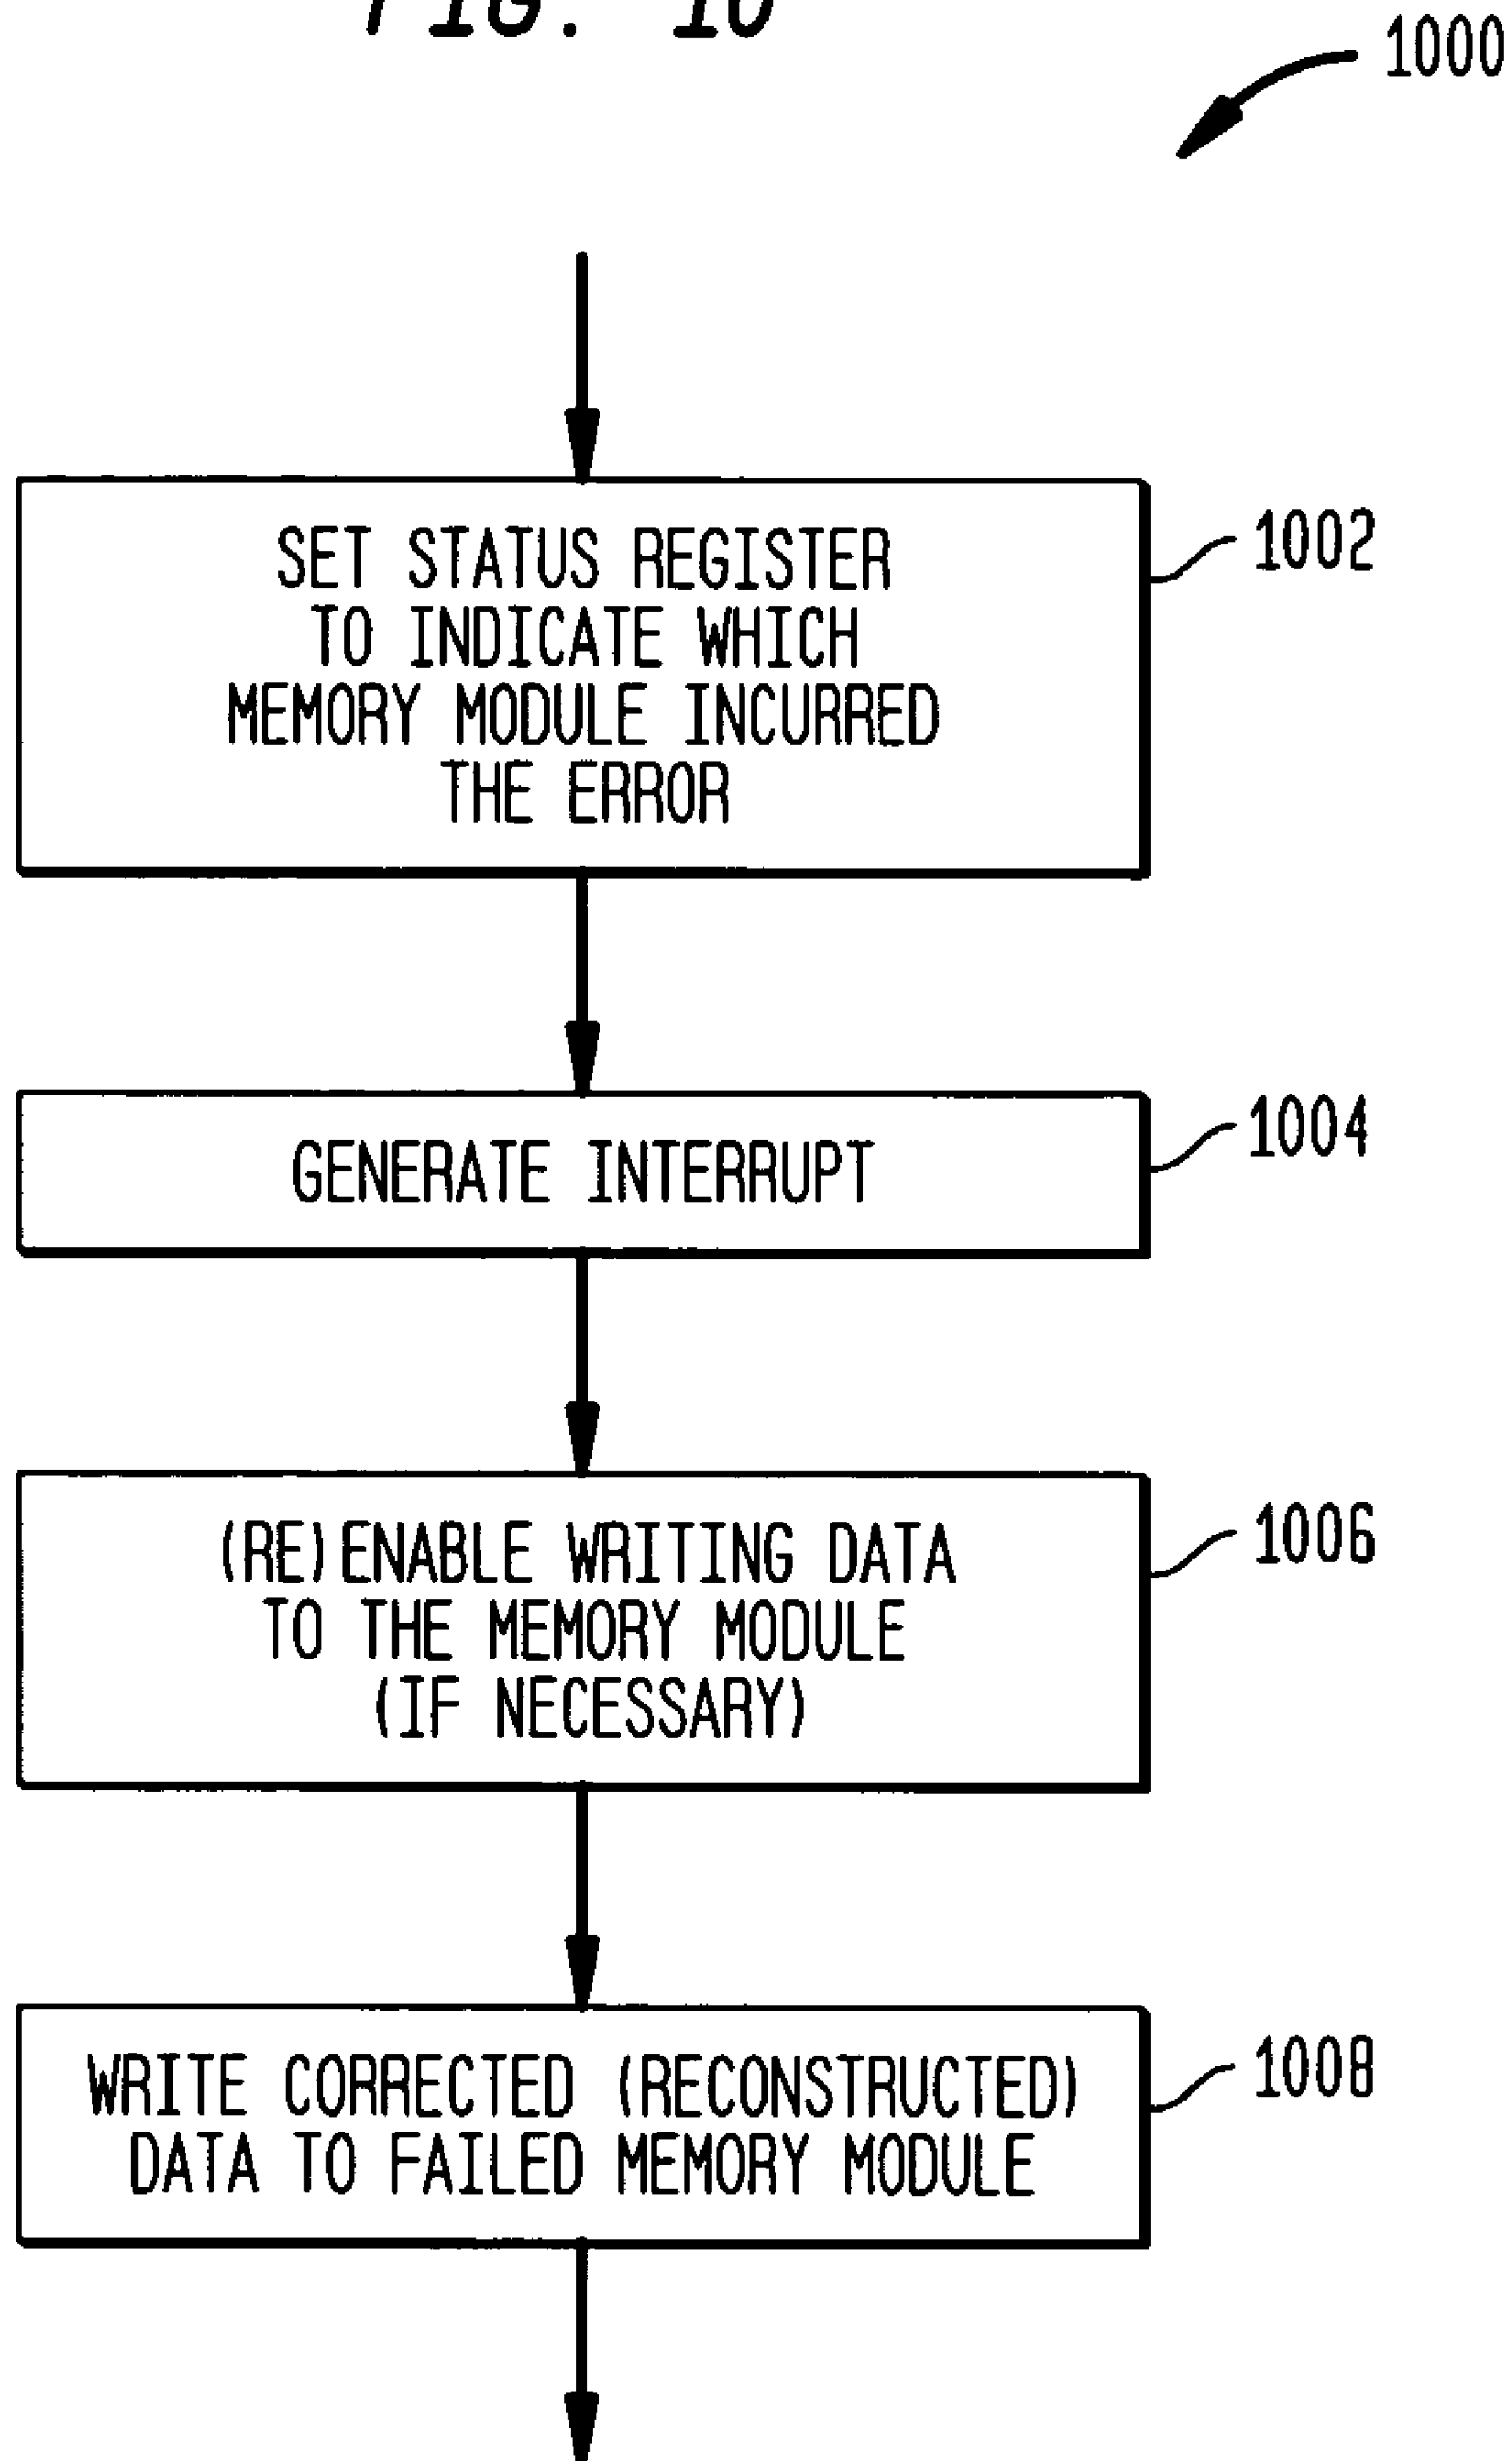 FIG. 10
1000
SET STATUS REGISTER
TO INDICATE WHICH
MEMORY MODULE INCURRED
THE ERROR
1002
GENERATE INTERRUPT
1004
(RE)ENABLE WRITING DATA
TO THE MEMORY MODULE
(IF NECESSARY)
1006
WRITE CORRECTED (RECONSTRUCTED)
DATA TO FAILED MEMORY MODULE
1008